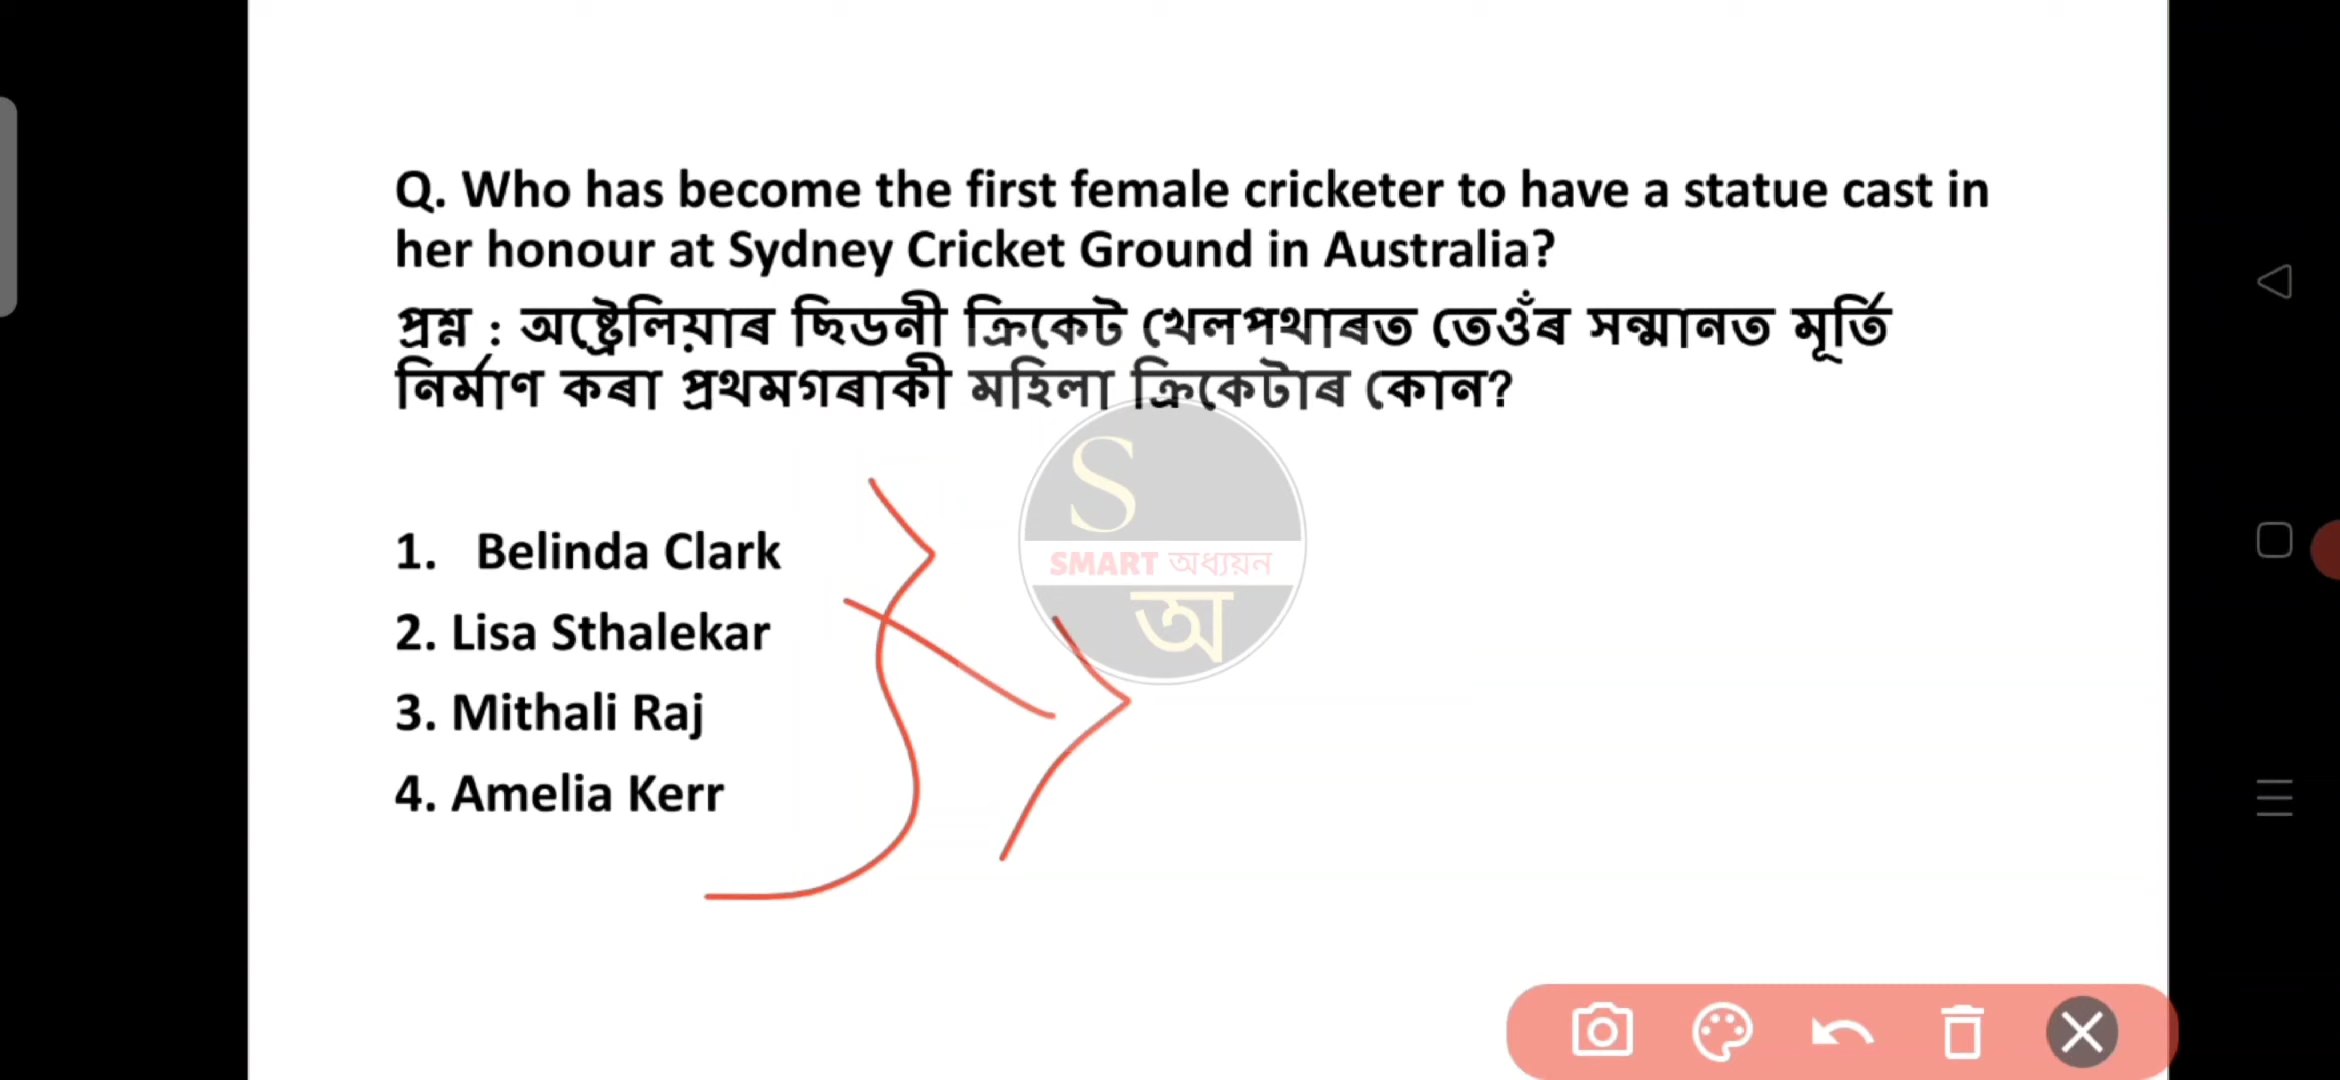 Q. Who has become the first female cricketer to have a statue cast in
her honour at Sydney Cricket Ground in Australia?
প্ৰশ্ন : অষ্ট্ৰেলিয়াৰ ছিডনী ক্ৰিকেট খেলপথাৰত তেওঁৰ সন্মানত মূৰ্তি
নিৰ্মাণ কৰা প্ৰথমগৰাকী মহিলা ক্ৰিকেটাৰ কোন?
1. Belinda Clark
2. Lisa Sthalekar
3. Mithali Raj
4. Amelia Kerr
S
SMART অধ্যয়ন
অ